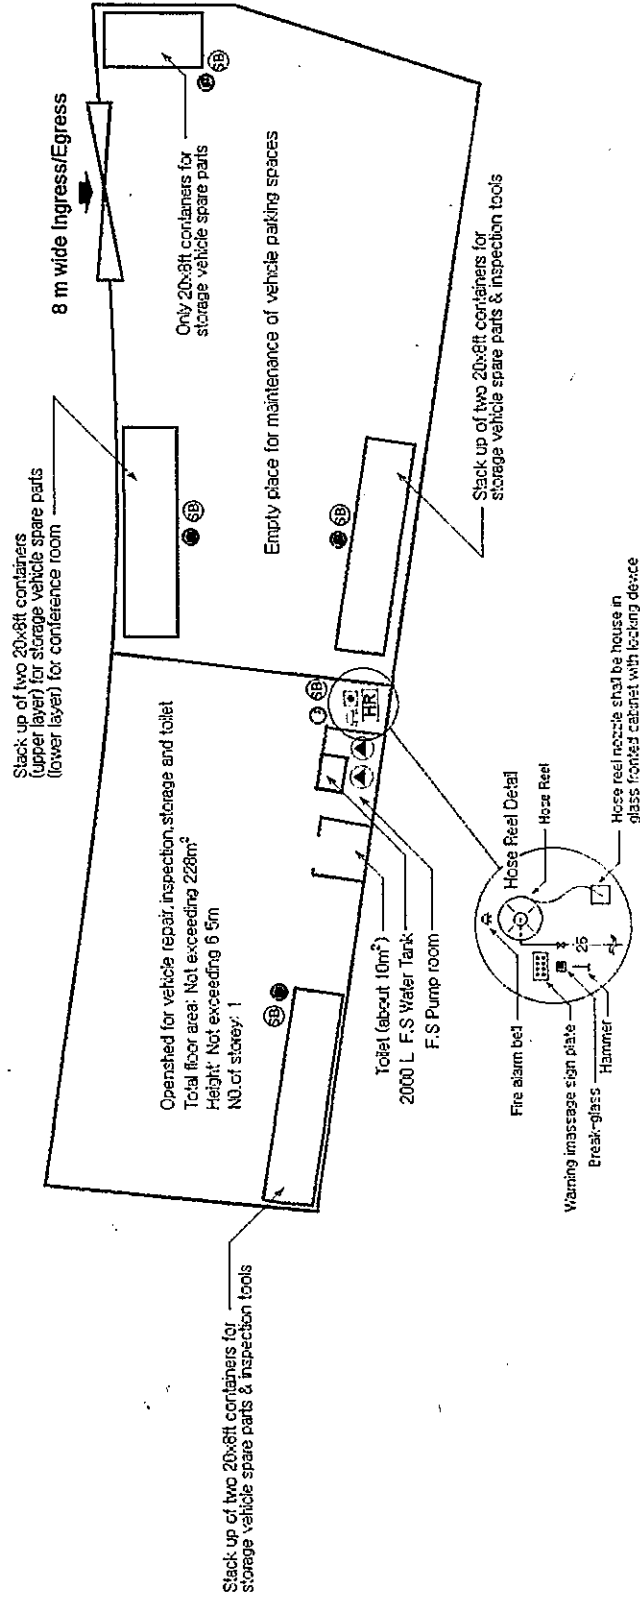 8 m wide Ingress/Egress
SB
Only 20x8ft containers for
storage vehicle spare parts
Empty place for maintenance of vehicle parking spaces
Stack up of two 20x8ft containers for
storage vehicle spare parts & inspection tools
Stack up of two 20x8ft containers
(upper layer) for storage vehicle spare parts
(lower layer) for conference room
SB
SB
SB
HR
Openshed for vehicle repair, inspection, storage and toilet
Total floor area: Not exceeding 228m²
Height: Not exceeding 6.5m
NO. of storey: 1
SB
Toilet (about 10m²)
2000 L F.S Water Tank
F.S Pump room
Stack up of two 20x8ft containers for
storage vehicle spare parts & inspection tools
Hose Reel Detail
Hose Reel
Hose reel nozzle shall be house in
glass fronted cabinet with locking device
25
Fire alarm bell
Warning imassage sign plate
Break-glass
Hammer